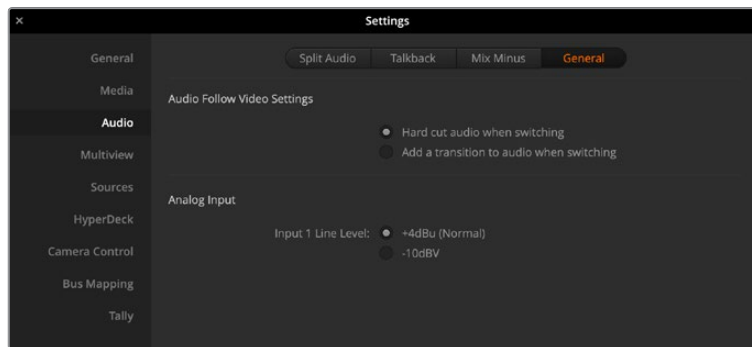 Settings
General
Media
Audio
Multiview
Sources
HyperDeck
Camera Control
Bus Mapping
Tally
Split Audio Talkback Mix Minus General
Audio Follow Video Settings
Hard cut audio when switching
Add a transition to audio when switching
Analog Input
Input 1 Line Level: +4dBu (Normal)
-10dBV